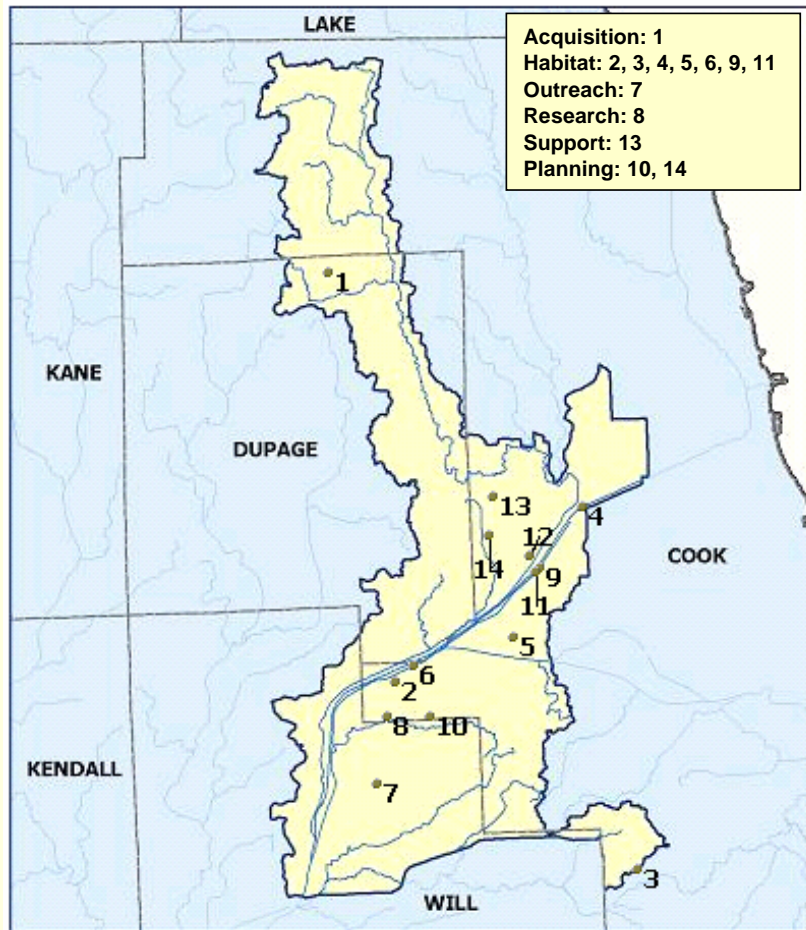 LAKE
Acquisition: 1
Habitat: 2, 3, 4, 5, 6, 9, 11
Outreach: 7
Research: 8
Support: 13
Planning: 10, 14
1
KANE
DUPAGE
13
4
12
COOK
14
9
11
5
6
2
8
10
KENDALL
7
3
WILL